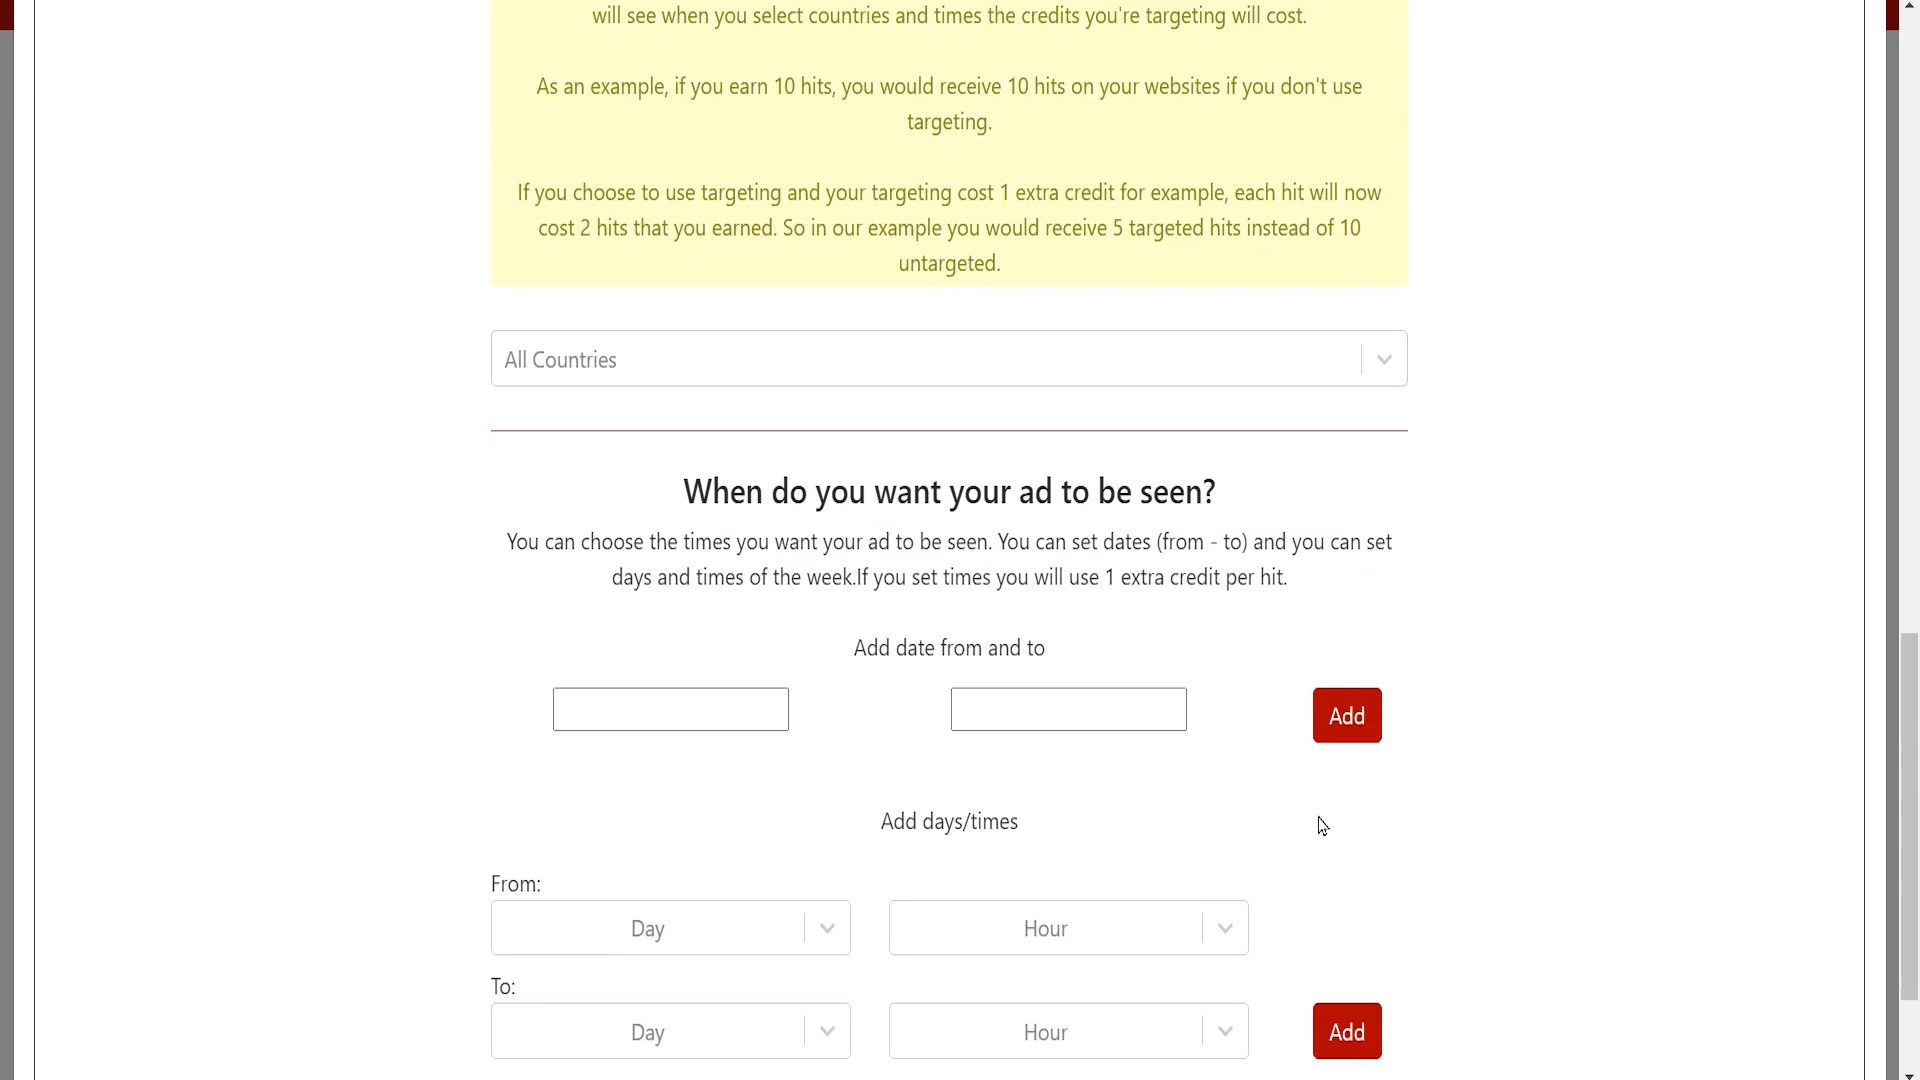 will see when you select countries and times the credits you're targeting will cost.
As an example, if you earn 10 hits, you would receive 10 hits on your websites if you don't use
targeting.
If you choose to use targeting and your targeting cost 1 extra credit for example, each hit will now
cost 2 hits that you earned. So in our example you would receive 5 targeted hits instead of 10
untargeted.
All Countries
When do you want your ad to be seen?
You can choose the times you want your ad to be seen. You can set dates (from - to) and you can set
days and times of the week.If you set times you will use 1 extra credit per hit.
Add date from and to
Add
Add days/times
From:
Day Hour
To:
Day Hour Add